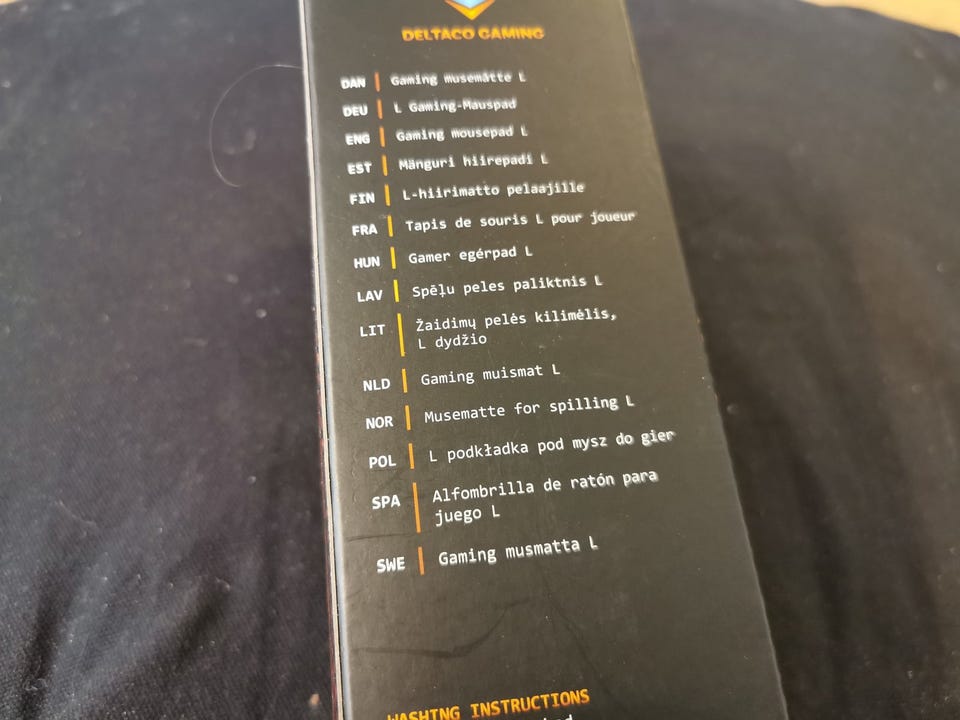 DELTACO GAMING
DAN | Gaming musemåtte L
DEU | L Gaming-Mauspad
ENG | Gaming mousepad L
EST | Mänguri hiirepadi L
FIN | L-hiirimatto pelaajille
FRA | Tapis de souris L pour joueur
HUN | Gamer egérpad L
LAV | Spēļu peles paliktnis L
LIT | Žaidimų pelės kilimėlis,
L dydžio
NLD | Gaming muismat L
NOR | Musematte for spilling L
POL | L podkładka pod mysz do gier
SPA | Alfombrilla de ratón para
juego L
SWE | Gaming musmatta L
WASHING INSTRUCTIONS